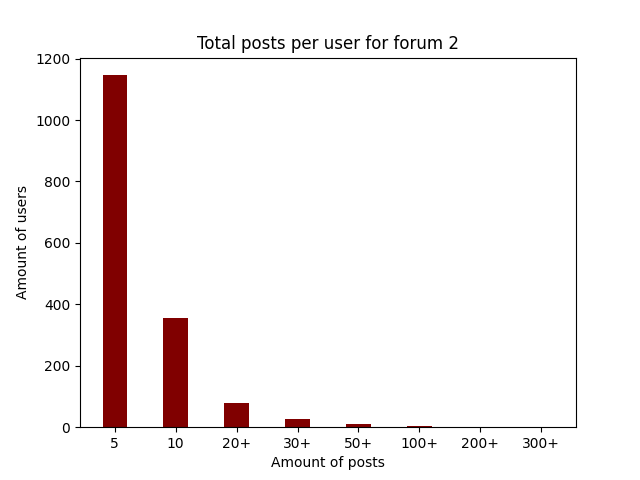 Total posts per user for forum 2
1200
1000
800
600
400
200
0
Amount of users
5 10 20+ 30+ 50+ 100+ 200+ 300+
Amount of posts